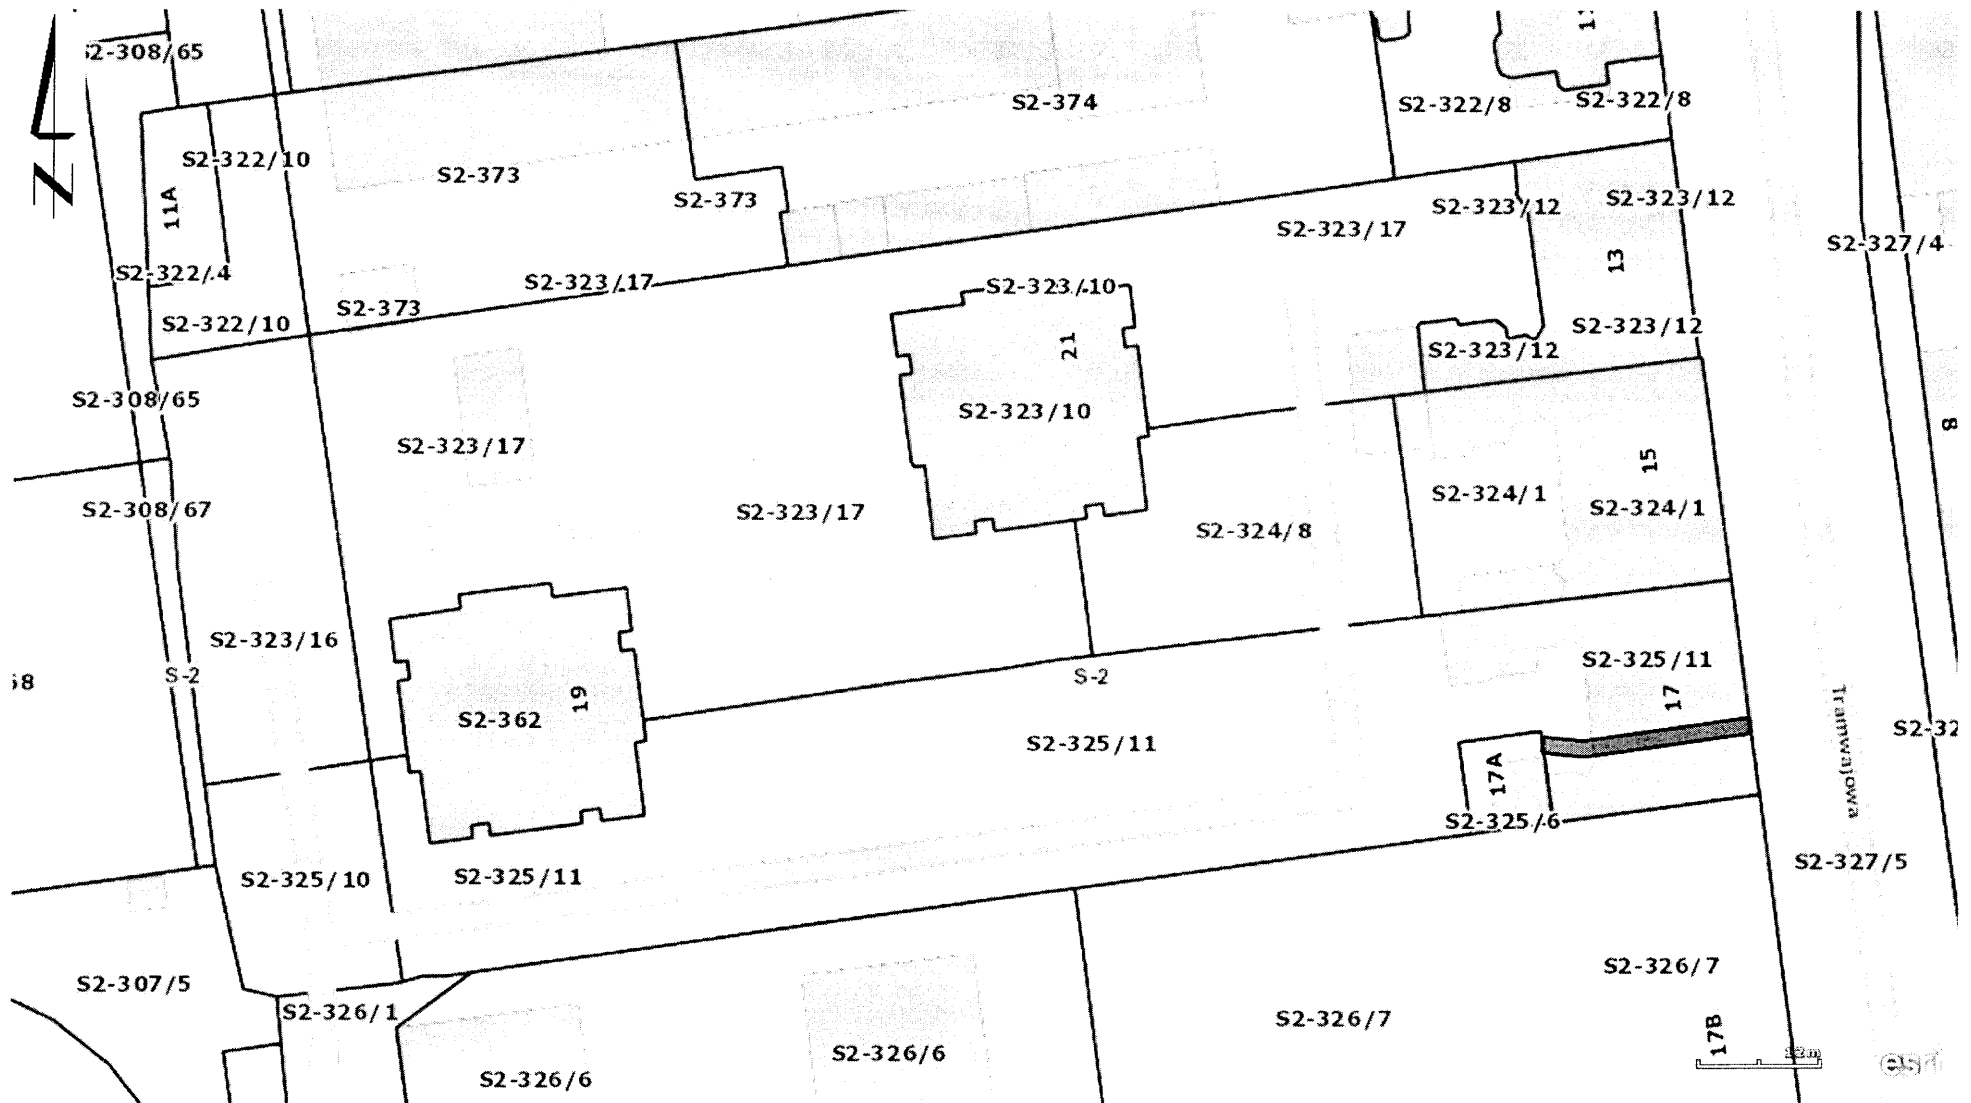 S2-308/65
S2-374
S2-322/8
S2-322/8
S2-322/10
S2-373
S2-373
11A
S2-323/12
S2-323/12
S2-323/17
S2-327/4
13
S2-322/4
S2-323/17
S2-323/10
S2-373
S2-322/10
S2-323/12
21
S2-323/12
S2-308/65
S2-323/10
8
S2-323/17
15
S2-324/1
S2-308/67
S2-323/17
S2-324/1
S2-324/8
S2-323/16
S2-325/11
S-2
S-2
17
19
S2-362
S2-325/11
Tramwajowa
17A
S2-325/6
S2-327/5
S2-325/10
S2-325/11
S2-326/7
N
S2-307/5
S2-326/1
S2-326/7
17B
S2-326/6
S2-326/6
12m
esri